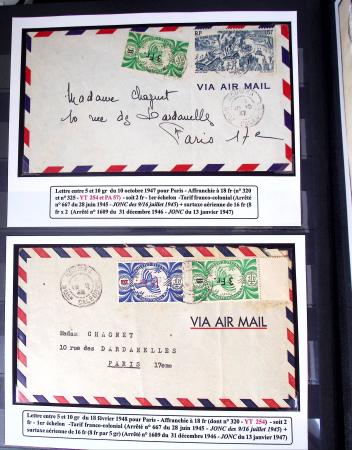 RF
15F
VIA AIR MAIL
Madame Chagnet
10 rue des Dardanelles
Paris 17e
Lettre entre 5 et 10 gr du 10 octobre 1947 pour Paris - Affranchie à 18 fr (n° 320
et n° 325 - YT 254 et PA 57) - soit 2 fr - 1er échelon -Tarif franco-colonial (Arrêté
n° 667 du 28 juin 1945 - JONC des 9/16 juillet 1945) + surtaxe aérienne de 16 fr (8
fr x 2 (Arrêté n° 1609 du 31 décembre 1946 - JONC du 13 janvier 1947)
VIA AIR MAIL
Madame CHAGNET
10 rue des DARDANELLES
PARIS 17eme
Lettre entre 5 et 10 gr du 18 février 1948 pour Paris - Affranchie à 18 fr (dont n° 320 - YT 254) - soit 2
fr - 1er échelon -Tarif franco-colonial (Arrêté n° 667 du 28 juin 1945 - JONC des 9/16 juillet 1945) +
surtaxe aérienne de 16 fr (8 fr par 5 gr) (Arrêté n° 1609 du 31 décembre 1946 - JONC du 13 janvier 1947)